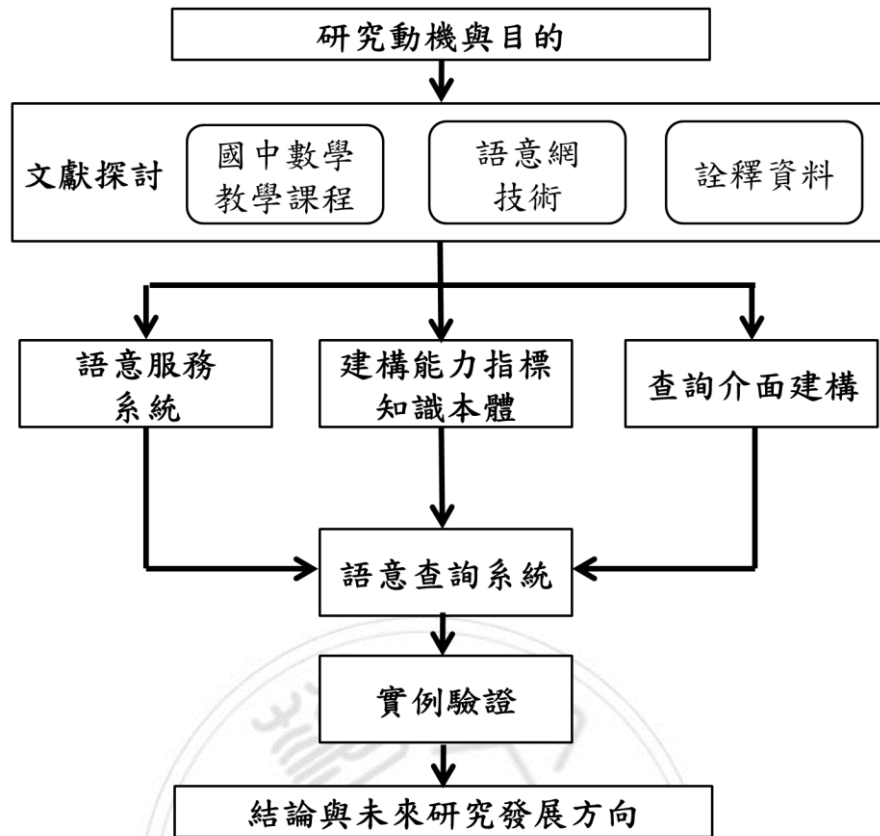 研究動機與目的
文獻探討
國中數學
教學課程
語意網
技術
詮釋資料
語意服務
系統
建構能力指標
知識本體
查詢介面建構
語意查詢系統
實例驗證
結論與未來研究發展方向